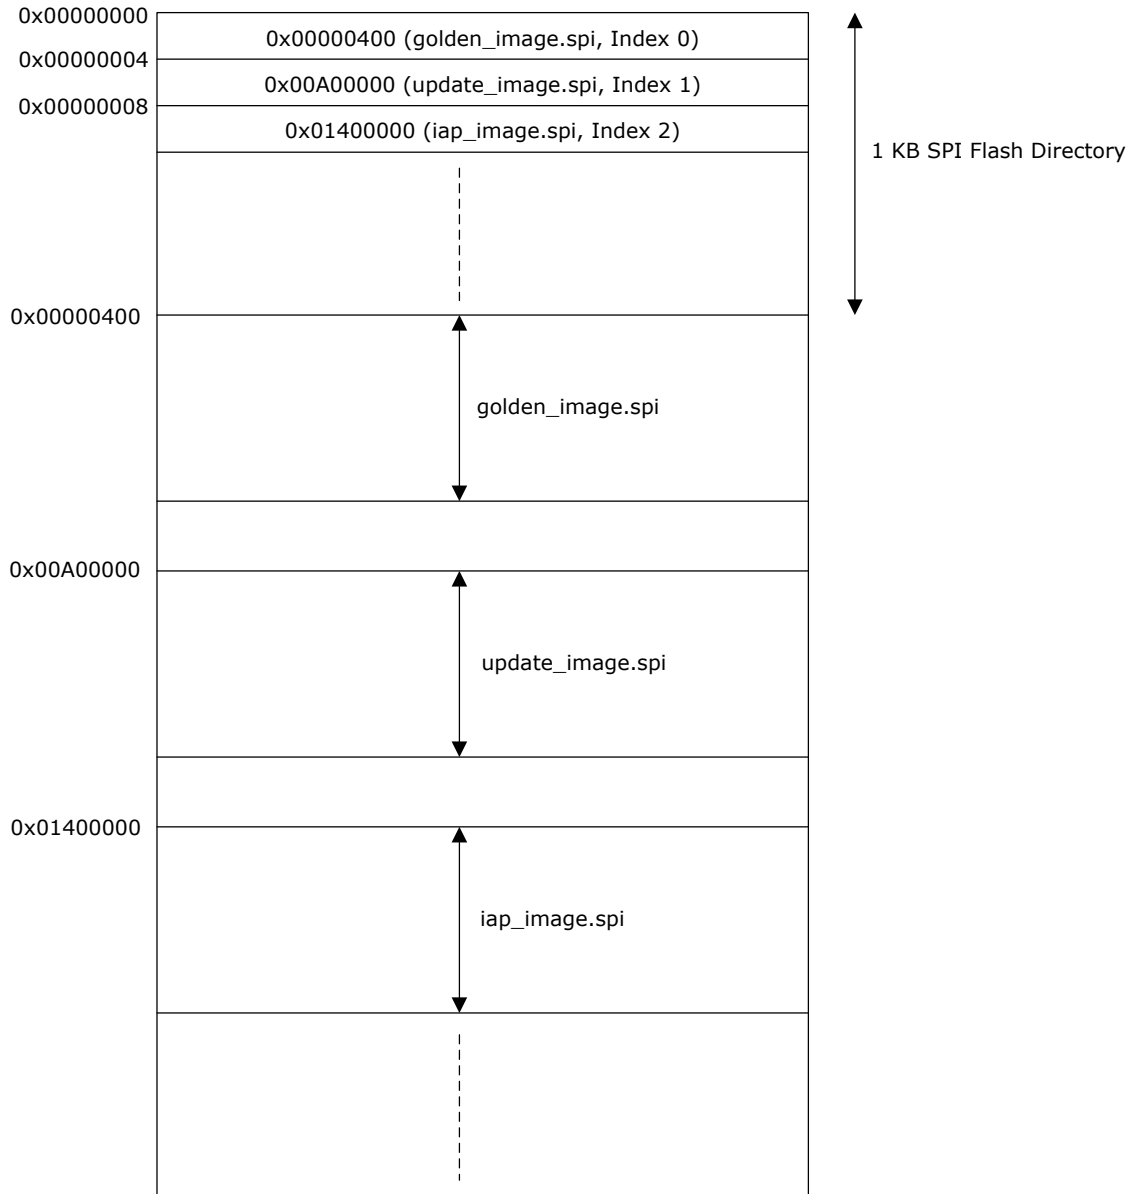 0x00000000
0x00000400 (golden_image.spi, Index 0)
0x00000004
0x00A00000 (update_image.spi, Index 1)
0x00000008
0x01400000 (iap_image.spi, Index 2)
1 KB SPI Flash Directory
0x00000400
golden_image.spi
0x00A00000
update_image.spi
0x01400000
iap_image.spi